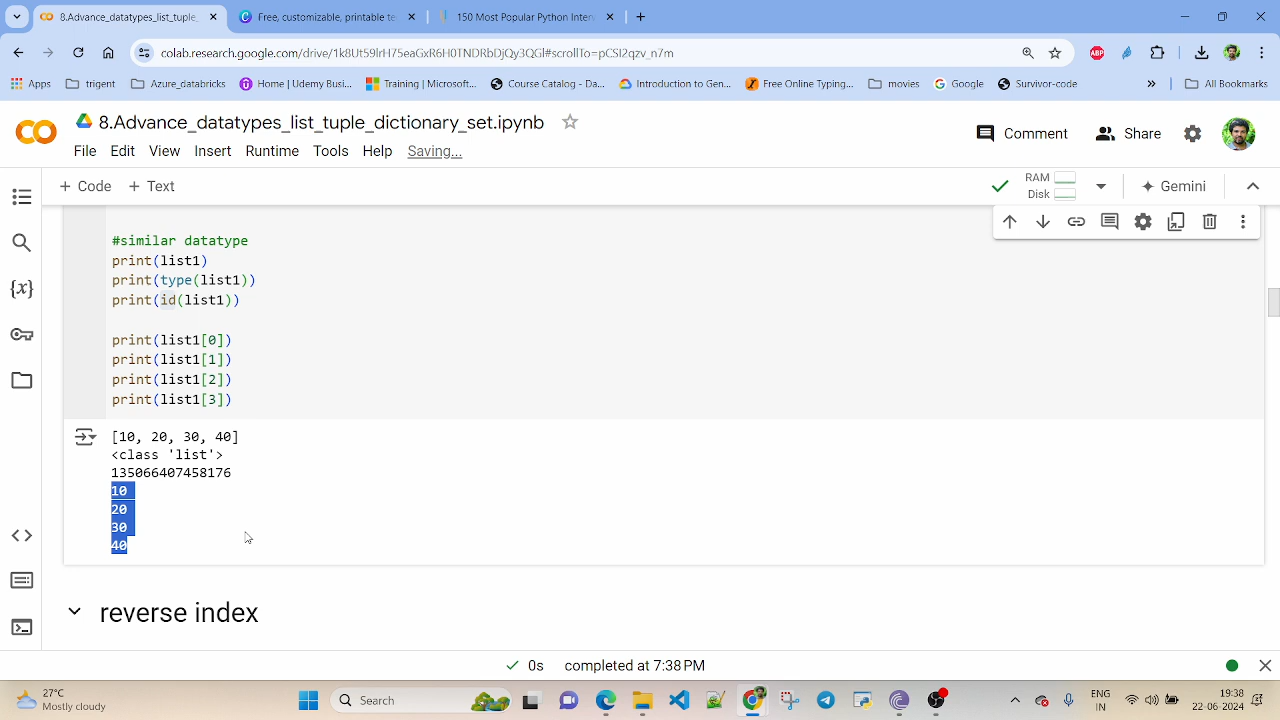 8.Advance_datatypes_list_tuple_
Free, customizable, printable te
150 Most Popular Python Inter
colab.research.google.com/drive/1k8Ut59lrH75eaGxR6H0TNDRbDjQy3QGl#scrollTo=pCSI2qzv_n7m
ABP
Apps
trigent
Azure databricks
Home | Udemy Busi...
Training | Microsoft...
Course Catalog - Da...
Introduction to Gen...
Free Online Typing...
movies
Google
Survivor-code
All Bookmarks
8.Advance_datatypes_list_tuple_dictionary_set.ipynb
Comment
Share
File Edit View Insert Runtime Tools Help Saving...
+ Code + Text
RAM
Disk
Gemini
#similar datatype
print(list1)
print(type(list1))
print(id(list1))
print(list1[0])
print(list1[1])
print(list1[2])
print(list1[3])
[10, 20, 30, 40]
<class 'list'>
135066407458176
10
20
30
40
reverse index
0s completed at 7:38 PM
27°C
Mostly cloudy
Search
ENG
IN
19:38
22-06-2024